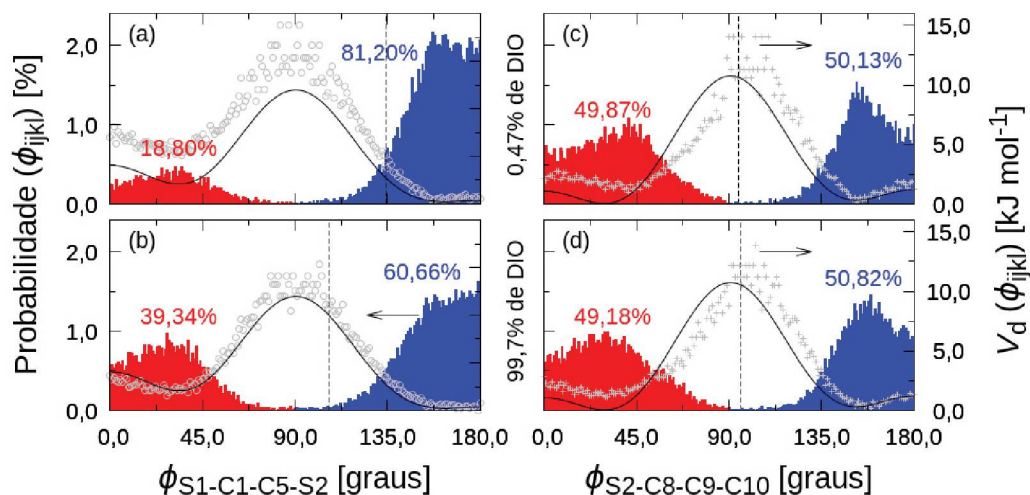 Probabilidade (ϕijkl) [%]
2,0
1,0
0,0
2,0
1,0
0,0
(a)
81,20%
18,80%
(b)
60,66%
39,34%
0,0 45,0 90,0 135,0 180,0
ϕS1-C1-C5-S2 [graus]
0,47% de DIO
99,7% de DIO
(c)
50,13%
49,87%
(d)
50,82%
49,18%
0,0 45,0 90,0 135,0 180,0
ϕS2-C8-C9-C10 [graus]
15,0
10,0
5,0
0,0
15,0
10,0
5,0
0,0
Vd (ϕijkl) [kJ mol-1]